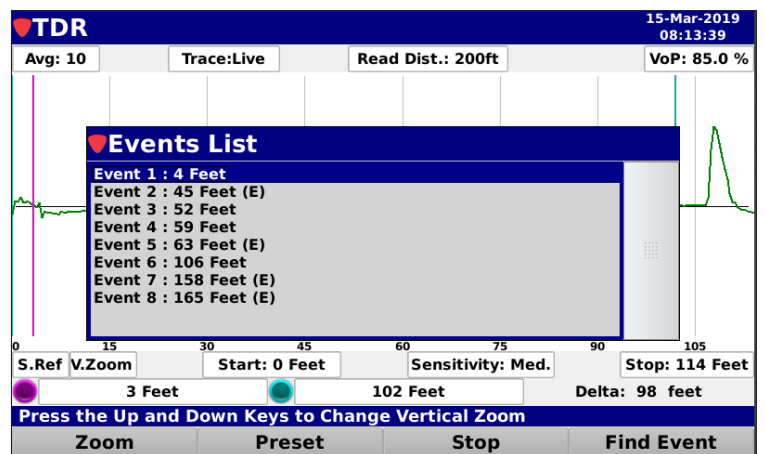 TDR
15-Mar-2019
08:13:39
Avg: 10 Trace:Live Read Dist.: 200ft VoP: 85.0 %
Events List
Event 1 : 4 Feet
Event 2 : 45 Feet (E)
Event 3 : 52 Feet
Event 4 : 59 Feet
Event 5 : 63 Feet (E)
Event 6 : 106 Feet
Event 7 : 158 Feet (E)
Event 8 : 165 Feet (E)
0 15 30 45 60 75 90 105
S.Ref V.Zoom Start: 0 Feet Sensitivity: Med. Stop: 114 Feet
3 Feet 102 Feet Delta: 98 feet
Press the Up and Down Keys to Change Vertical Zoom
Zoom Preset Stop Find Event